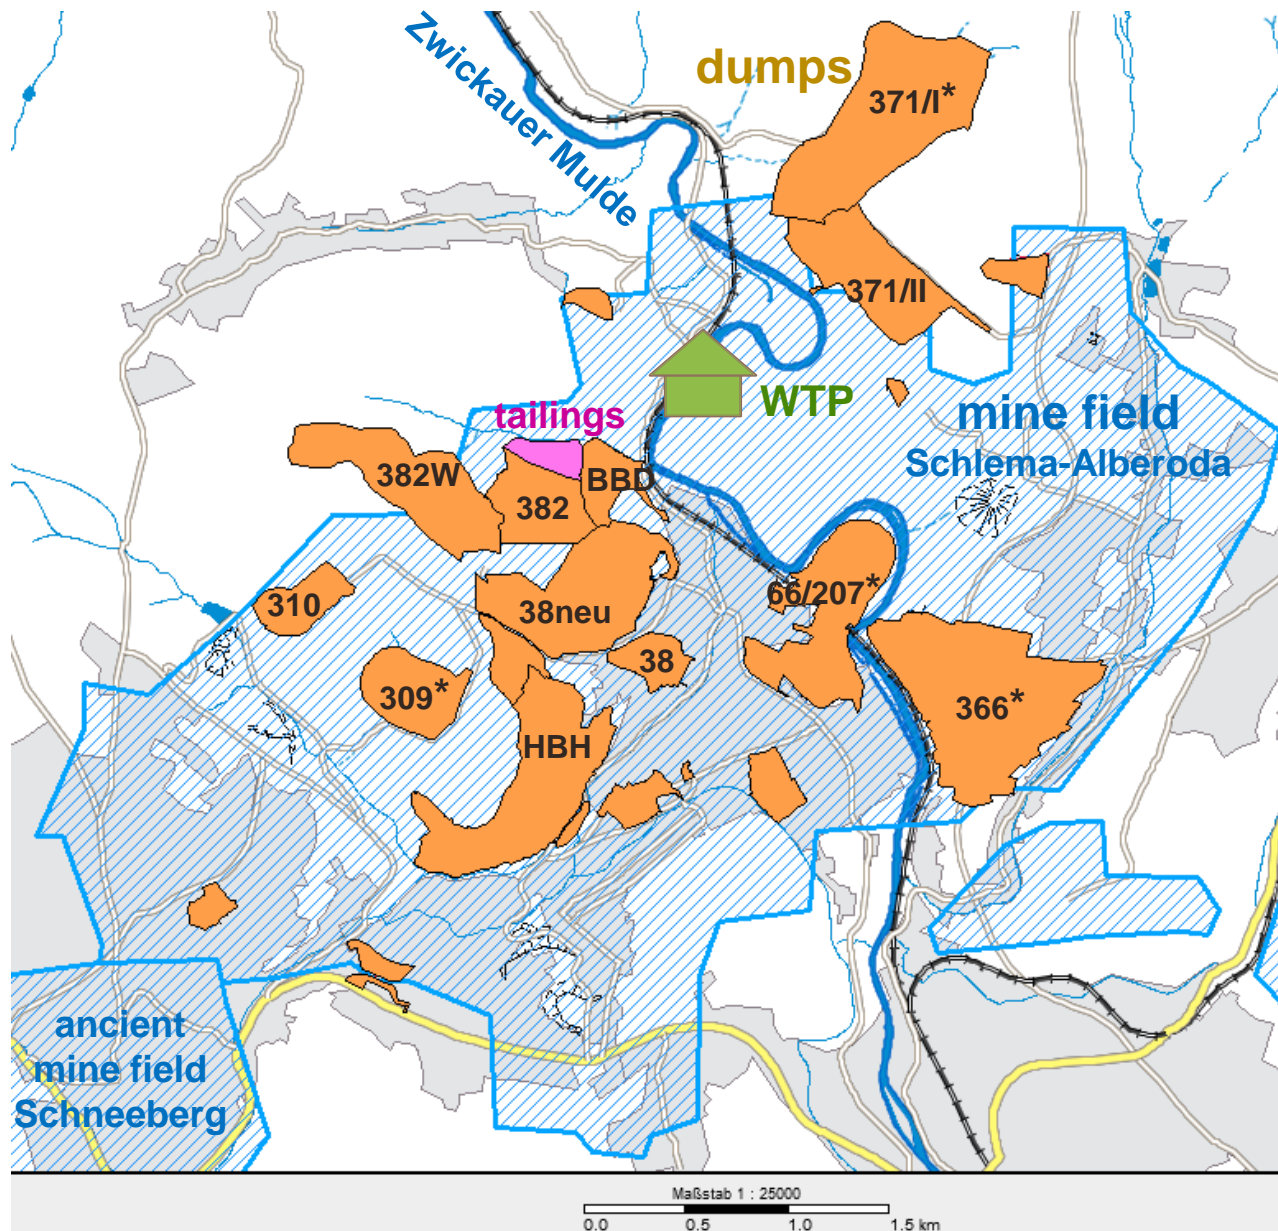 Zwickauer Mulde
dumps
371/I*
371/II
WTP
tailings
mine field
Schlema-Alberoda
382W
382
BBD
310
38neu
66/207*
38
309*
366*
HBH
ancient
mine field
Schneeberg
Maßstab 1 : 25000
0.0 0.5 1.0 1.5 km